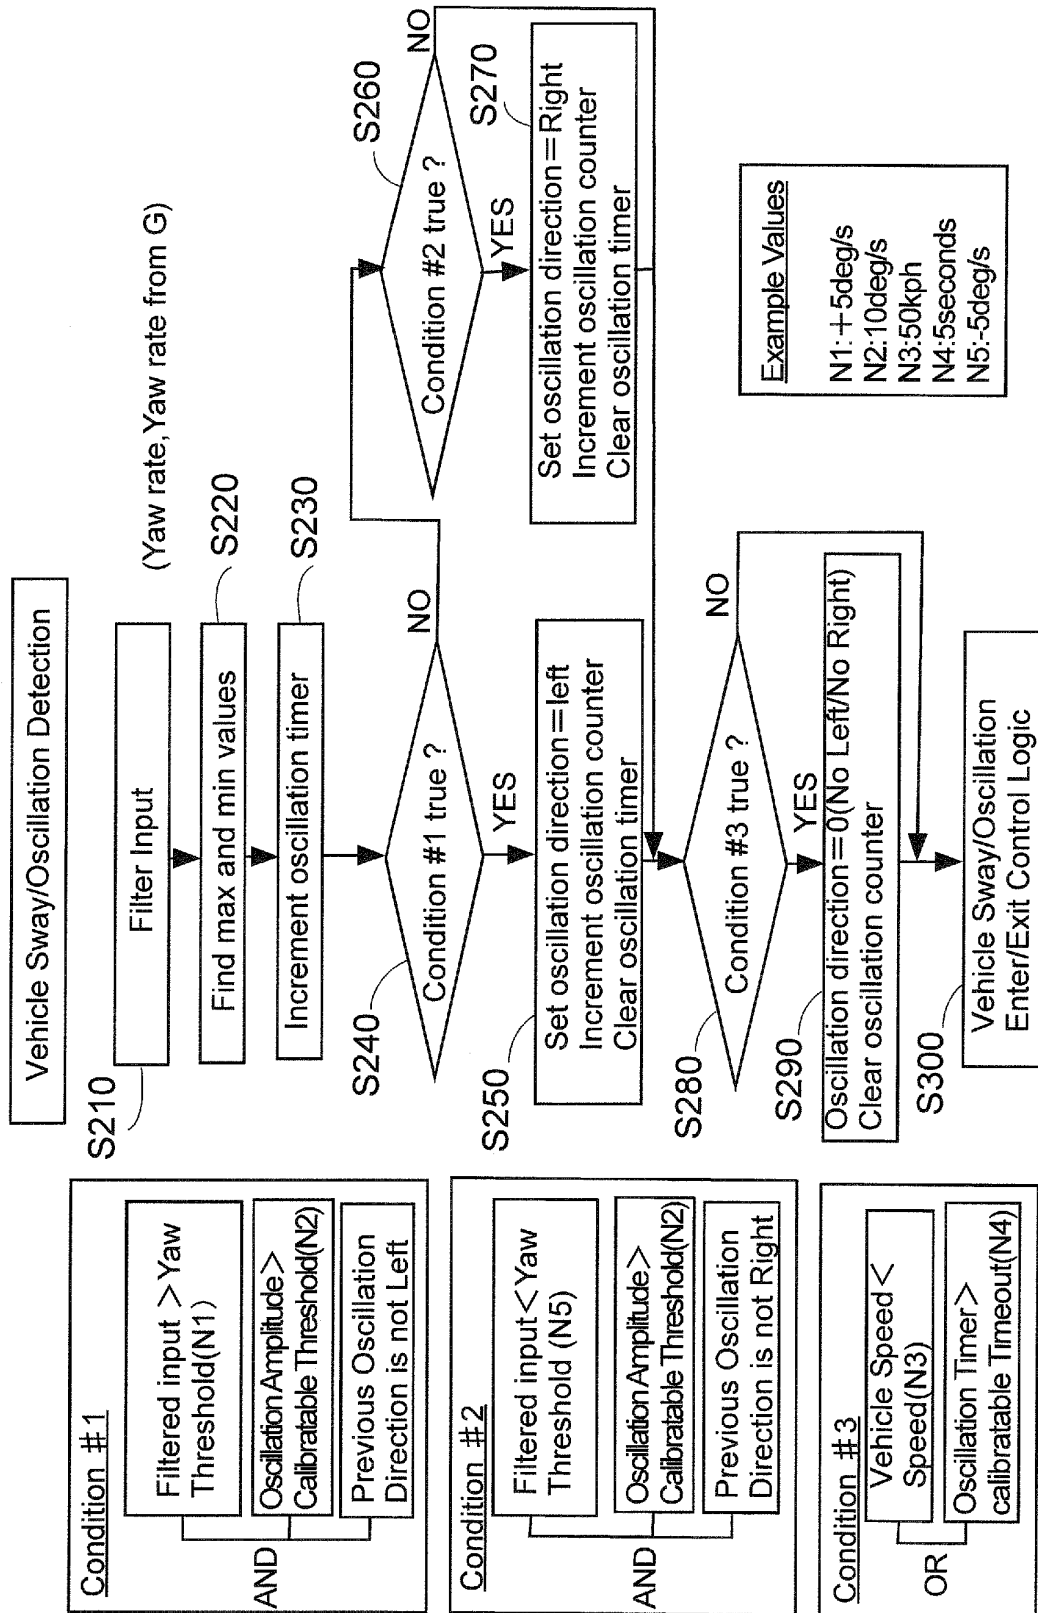 Vehicle Sway/Oscillation Detection
S210
Filter Input
(Yaw rate,Yaw rate from G)
Find max and min values
S220
Increment oscillation timer
S230
S240
Condition #1 true ?
NO
YES
S250
Set oscillation direction=left
Increment oscillation counter
Clear oscillation timer
S260
Condition #2 true ?
NO
YES
S270
Set oscillation direction=Right
Increment oscillation counter
Clear oscillation timer
S280
Condition #3 true ?
NO
YES
S290
Oscillation direction=0(No Left/No Right)
Clear oscillation counter
S300
Vehicle Sway/Oscillation
Enter/Exit Control Logic
Condition #1
AND
Filtered input >Yaw
Threshold(N1)
Oscillation Amplitude>
Calibratable Threshold(N2)
Previous Oscillation
Direction is not Left
Condition #2
AND
Filtered input<Yaw
Threshold (N5)
Oscillation Amplitude>
Calibratable Threshold(N2)
Previous Oscillation
Direction is not Right
Condition #3
OR
Vehicle Speed<
Speed(N3)
Oscillation Timer>
calibratable Timeout(N4)
Example Values
N1:+5deg/s
N2:10deg/s
N3:50kph
N4:5seconds
N5:-5deg/s